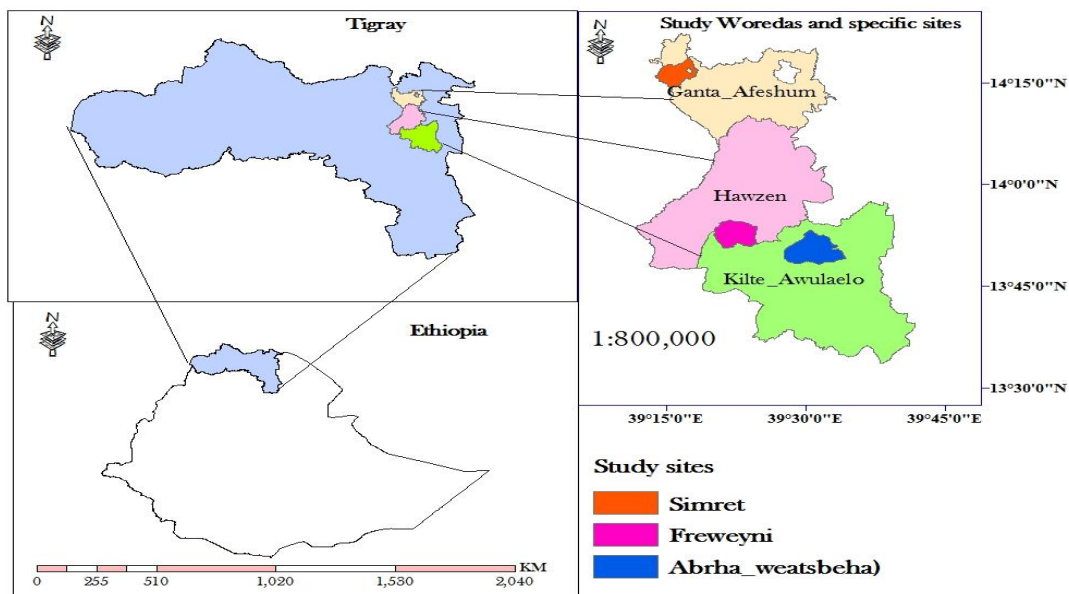 N
Tigray
N
Ethiopia
KM
0 255 510 1,020 1,530 2,040
Study Woredas and specific sites
N
Ganta_Afeshum
Hawzen
Kilte_Awulaelo
1:800,000
14°15'0"N
14°0'0"N
13°45'0"N
13°30'0"N
39°15'0"E 39°30'0"E 39°45'0"E
Study sites
Simret
Freweyni
Abrha_weatsbeha)